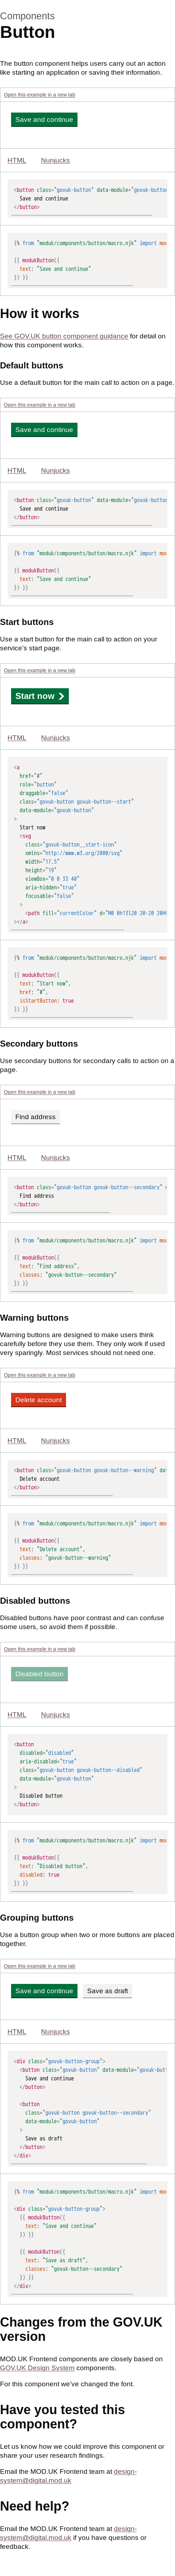 Components
Button
The button component helps users carry out an action
like starting an application or saving their information.
Open this example in a new tab
Save and continue
HTML Nunjucks
<button class="govuk-button" data-module="govuk-button
  Save and continue
</button>
{% from "moduk/components/button/macro.njk" import mod
{{ modukButton({
  text: "Save and continue"
}) }}
How it works
See GOV.UK button component guidance for detail on
how this component works.
Default buttons
Use a default button for the main call to action on a page.
Open this example in a new tab
Save and continue
HTML Nunjucks
<button class="govuk-button" data-module="govuk-button
  Save and continue
</button>
{% from "moduk/components/button/macro.njk" import mod
{{ modukButton({
  text: "Save and continue"
}) }}
Start buttons
Use a start button for the main call to action on your
service's start page.
Open this example in a new tab
Start now
HTML Nunjucks
<a
  href="#"
  role="button"
  draggable="false"
  class="govuk-button govuk-button--start"
  data-module="govuk-button"
>
  Start now
  <svg
    class="govuk-button__start-icon"
    xmlns="http://www.w3.org/2000/svg"
    width="17.5"
    height="19"
    viewBox="0 0 33 40"
    aria-hidden="true"
    focusable="false"
  >
    <path fill="currentColor" d="M0 0h13l20 20-20 20H0
></a>
{% from "moduk/components/button/macro.njk" import mod
{{ modukButton({
  text: "Start now",
  href: "#",
  isStartButton: true
}) }}
Secondary buttons
Use secondary buttons for secondary calls to action on a
page.
Open this example in a new tab
Find address
HTML Nunjucks
<button class="govuk-button govuk-button--secondary"
  Find address
</button>
{% from "moduk/components/button/macro.njk" import mod
{{ modukButton({
  text: "Find address",
  classes: "govuk-button--secondary"
}) }}
Warning buttons
Warning buttons are designed to make users think
carefully before they use them. They only work if used
very sparingly. Most services should not need one.
Open this example in a new tab
Delete account
HTML Nunjucks
<button class="govuk-button govuk-button--warning" dat
  Delete account
</button>
{% from "moduk/components/button/macro.njk" import mod
{{ modukButton({
  text: "Delete account",
  classes: "govuk-button--warning"
}) }}
Disabled buttons
Disabled buttons have poor contrast and can confuse
some users, so avoid them if possible.
Open this example in a new tab
Disabled button
HTML Nunjucks
<button
  disabled="disabled"
  aria-disabled="true"
  class="govuk-button govuk-button--disabled"
  data-module="govuk-button"
>
  Disabled button
</button>
{% from "moduk/components/button/macro.njk" import mod
{{ modukButton({
  text: "Disabled button",
  disabled: true
}) }}
Grouping buttons
Use a button group when two or more buttons are placed
together.
Open this example in a new tab
Save and continue Save as draft
HTML Nunjucks
<div class="govuk-button-group">
  <button class="govuk-button" data-module="govuk-butt
    Save and continue
  </button>
  <button
    class="govuk-button govuk-button--secondary"
    data-module="govuk-button"
  >
    Save as draft
  </button>
</div>
{% from "moduk/components/button/macro.njk" import mod
<div class="govuk-button-group">
  {{ modukButton({
    text: "Save and continue"
  }) }}
  {{ modukButton({
    text: "Save as draft",
    classes: "govuk-button--secondary"
  }) }}
</div>
Changes from the GOV.UK
version
MOD.UK Frontend components are closely based on
GOV.UK Design System components.
For this component we've changed the font.
Have you tested this
component?
Let us know how we could improve this component or
share your user research findings.
Email the MOD.UK Frontend team at design-
system@digital.mod.uk
Need help?
Email the MOD.UK Frontend team at design-
system@digital.mod.uk if you have questions or
feedback.